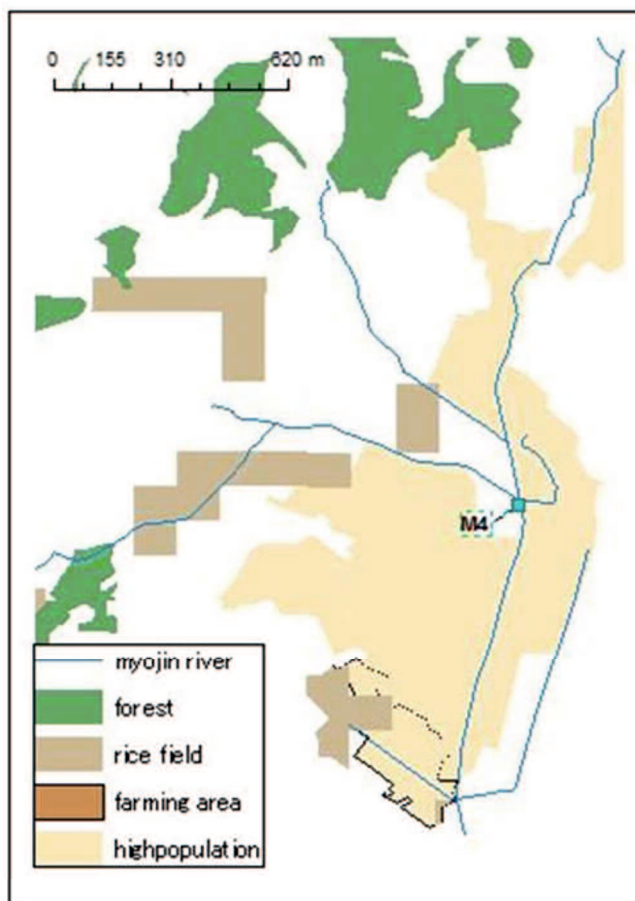 0 155 310 620 m
M4
myojin river
forest
rice field
farming area
highpopulation